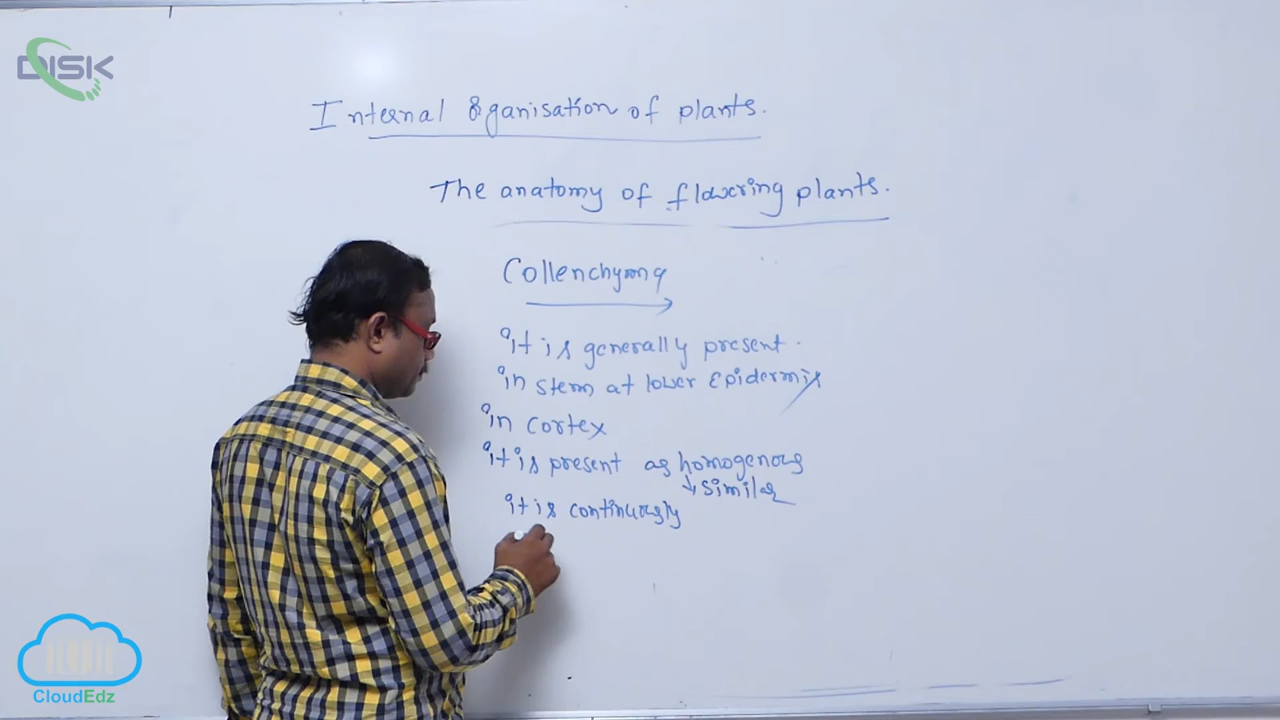 DISK
Internal organisation of plants.
The anatomy of flowering plants.
Collenchyma
it is generally present.
in stem at lower Epidermis
in cortex
it is present as homogenous
similar
it is continuously
CloudEdz